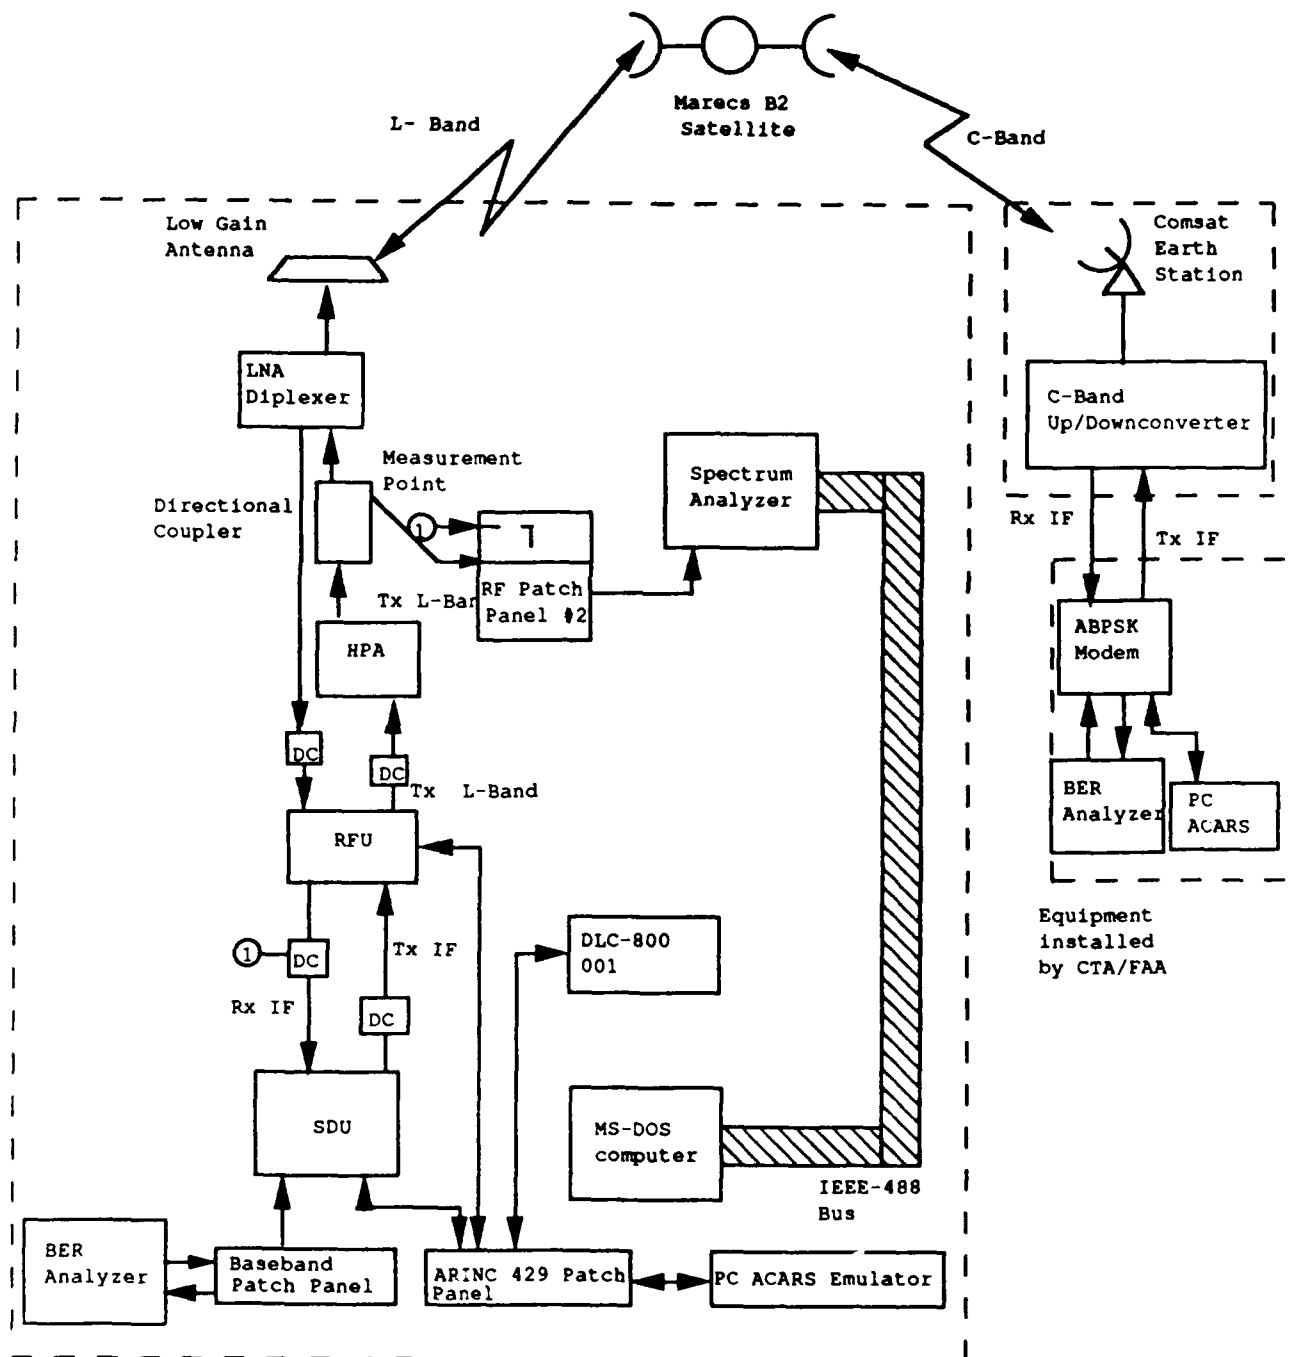 Marecs B2
Satellite
L- Band
C-Band
Low Gain
Antenna
Comsat
Earth
Station
LNA
Diplexer
C-Band
Up/Downconverter
Measurement
Point
Spectrum
Analyzer
Directional
Coupler
1
Rx IF
Tx IF
Tx L-Ban
RF Patch
Panel #2
HPA
ABPSK
Modem
DC
DC
Tx L-Band
BER
Analyzer
PC
ACARS
RFU
Equipment
installed
by CTA/FAA
1
DC
Tx IF
DLC-800
001
Rx IF
DC
SDU
MS-DOS
computer
IEEE-488
Bus
BER
Analyzer
Baseband
Patch Panel
ARINC 429 Patch
Panel
PC ACARS Emulator